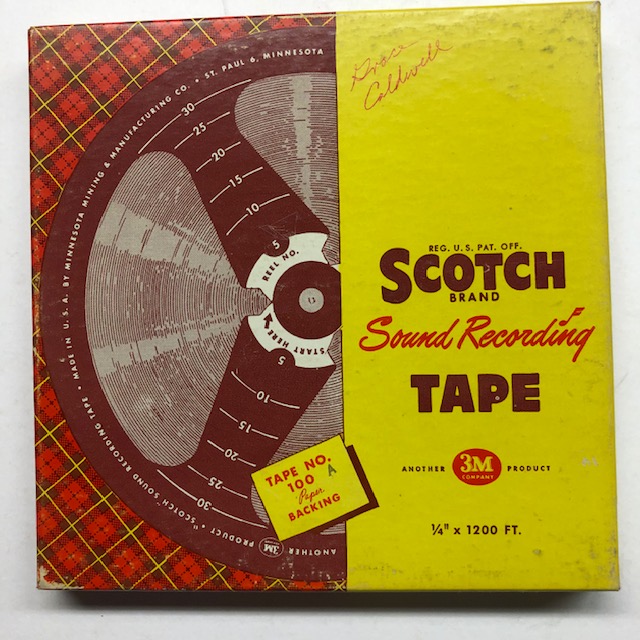 Grace
Caldwell
"SCOTCH SOUND RECORDING TAPE • MADE IN U.S.A. BY MINNESOTA MINING & MANUFACTURING CO. • ST. PAUL 6, MINNESOTA
30
25
20
15
10
5
REEL NO.
START HERE
5
10
15
20
25
30
ANOTHER 3M PRODUCT
TAPE NO.
100 A
Paper
BACKING
REG. U.S. PAT. OFF.
SCOTCH
BRAND
Sound Recording
TAPE
ANOTHER 3M COMPANY PRODUCT
1/4" x 1200 FT.